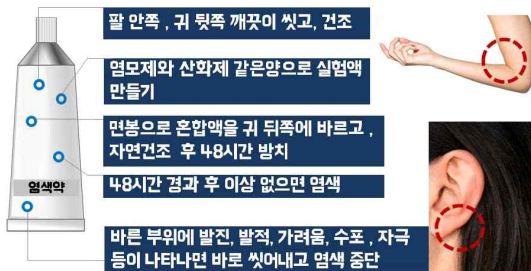 팔 안쪽 , 귀 뒷쪽 깨끗이 씻고, 건조
염모제와 산화제 같은양으로 실험액
만들기
면봉으로 혼합액을 귀 뒤쪽에 바르고 ,
자연건조 후 48시간 방치
염색약
48시간 경과 후 이상 없으면 염색
바른 부위에 발진, 발적, 가려움, 수포 , 자극
등이 나타나면 바로 씻어내고 염색 중단